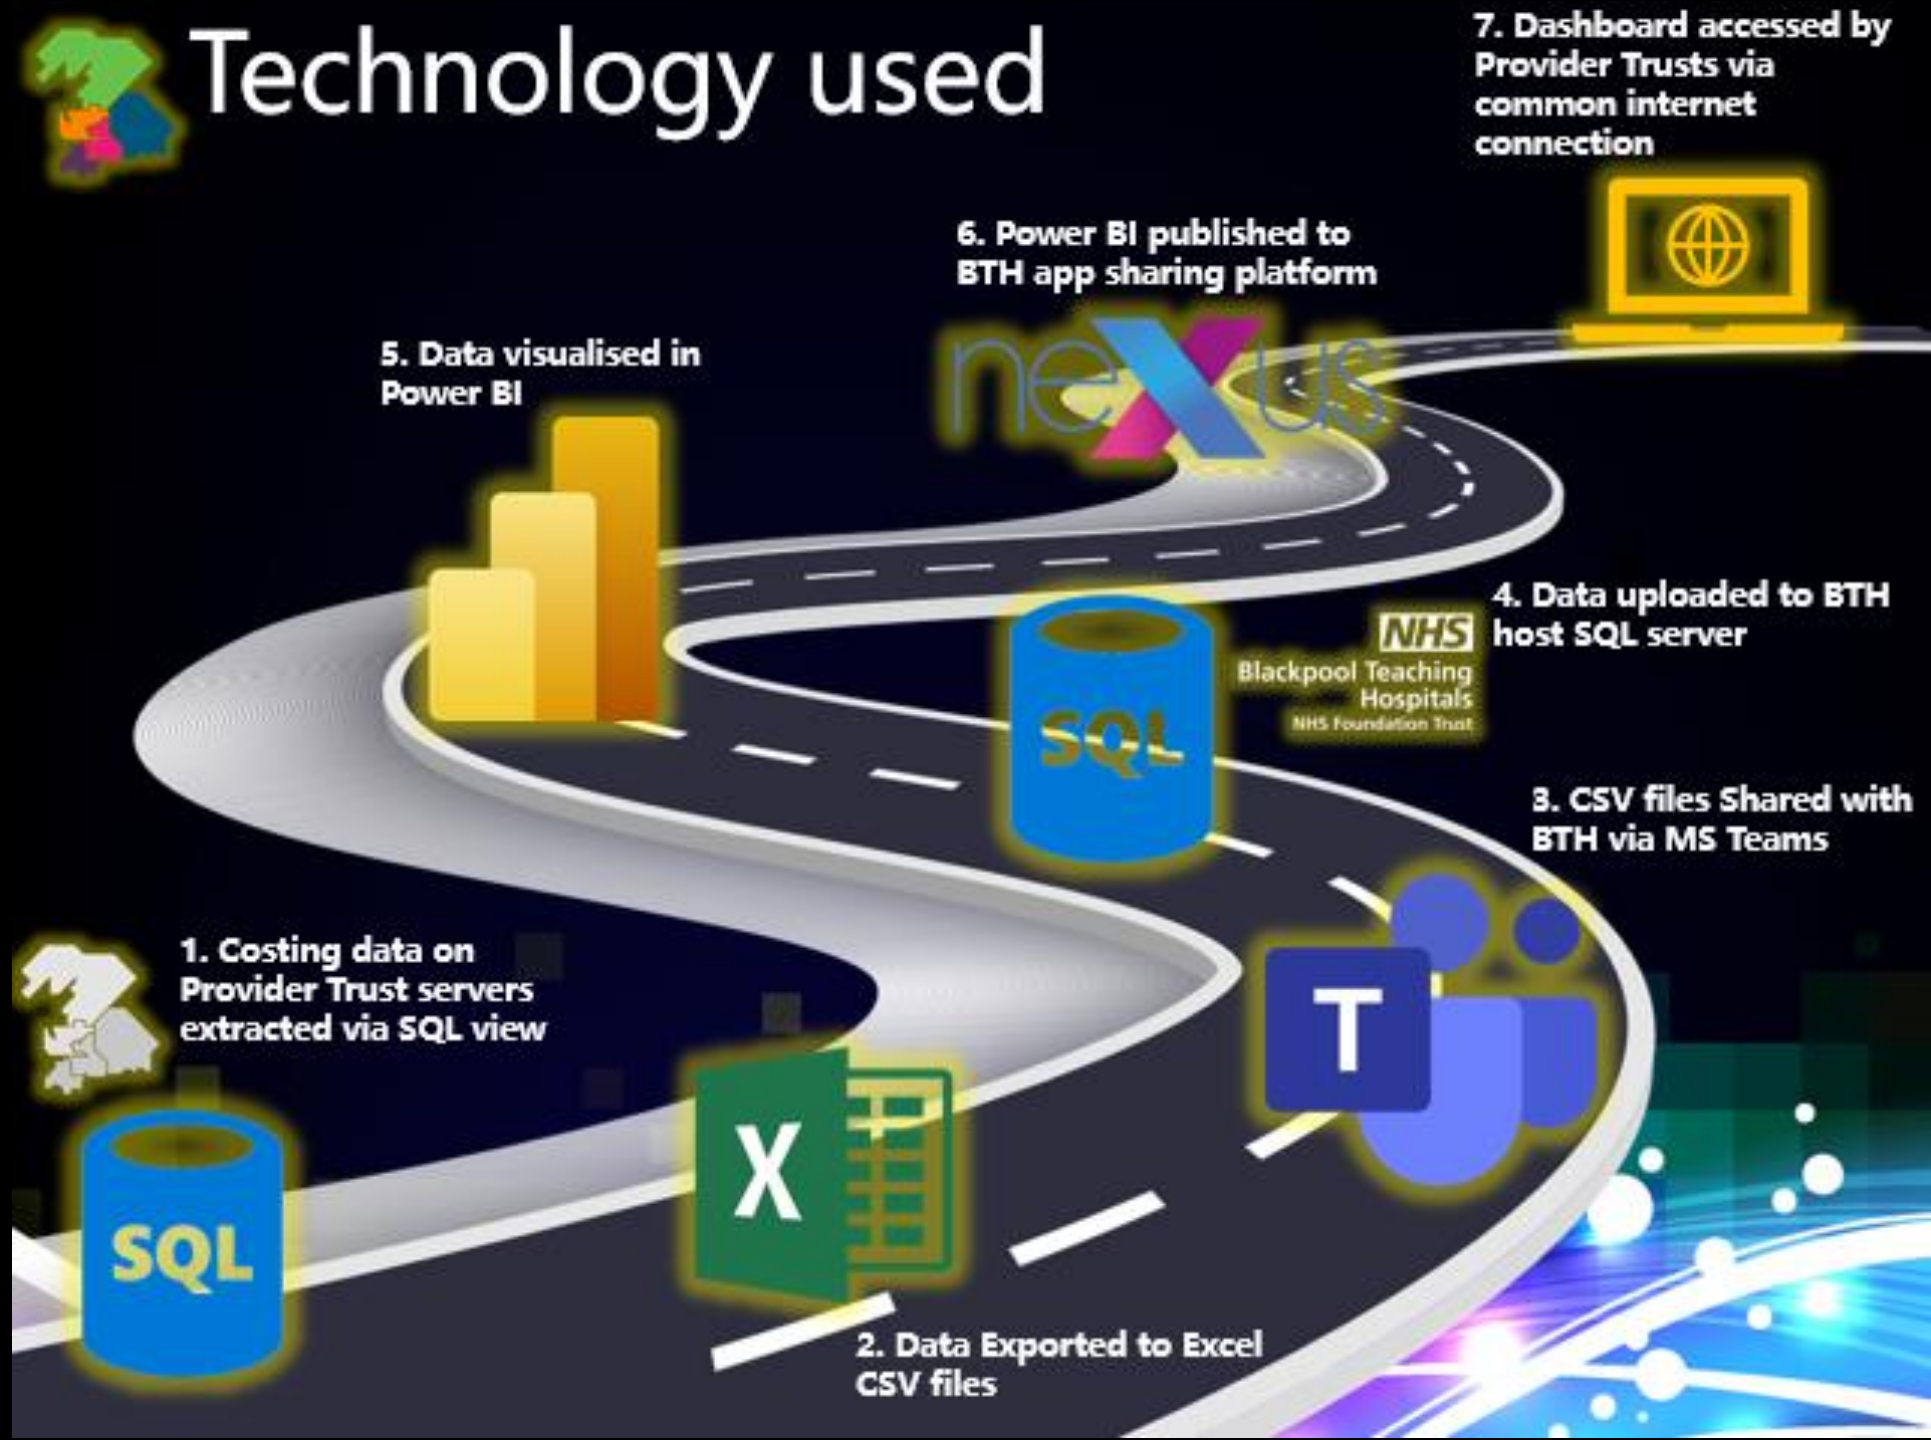 Technology used
1. Costing data on
Provider Trust servers
extracted via SQL view
SQL
X
2. Data Exported to Excel
CSV files
3. CSV files Shared with
BTH via MS Teams
T
4. Data uploaded to BTH
host SQL server
NHS
Blackpool Teaching
Hospitals
NHS Foundation Trust
SQL
5. Data visualised in
Power BI
6. Power BI published to
BTH app sharing platform
neXus
7. Dashboard accessed by
Provider Trusts via
common internet
connection